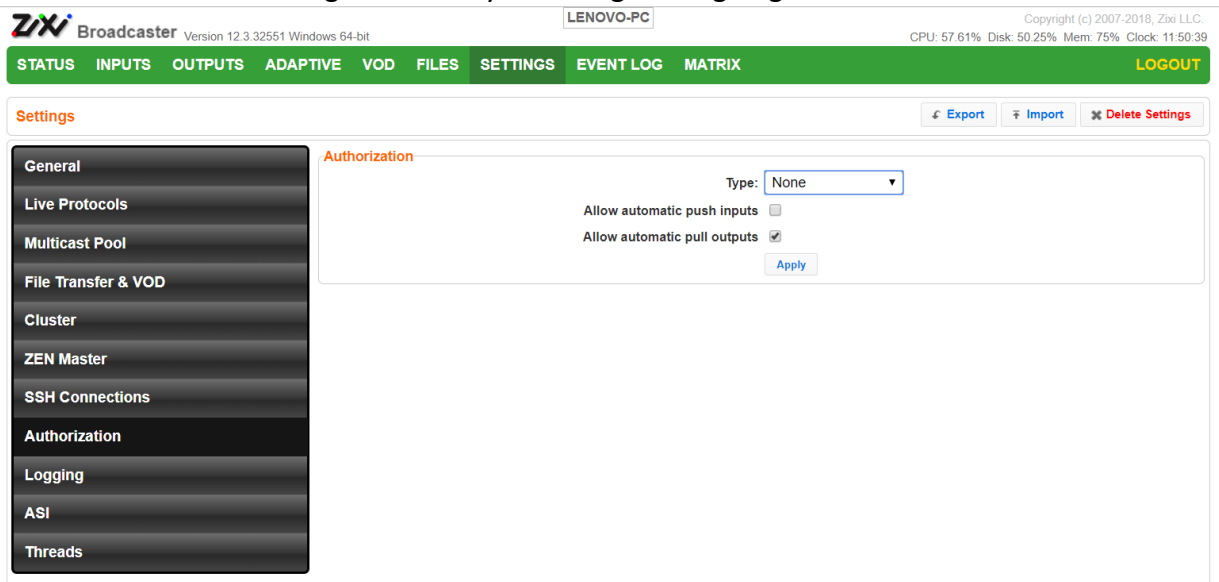 LENOVO-PC
ZIXI Broadcaster Version 12.3.32551 Windows 64-bit
Copyright (c) 2007-2018, Zixi LLC.
CPU: 57.61% Disk: 50.25% Mem: 75% Clock: 11:50:39
STATUS INPUTS OUTPUTS ADAPTIVE VOD FILES SETTINGS EVENT LOG MATRIX LOGOUT
Settings
Export Import Delete Settings
General
Live Protocols
Multicast Pool
File Transfer & VOD
Cluster
ZEN Master
SSH Connections
Authorization
Logging
ASI
Threads
Authorization
Type: None
Allow automatic push inputs
Allow automatic pull outputs
Apply